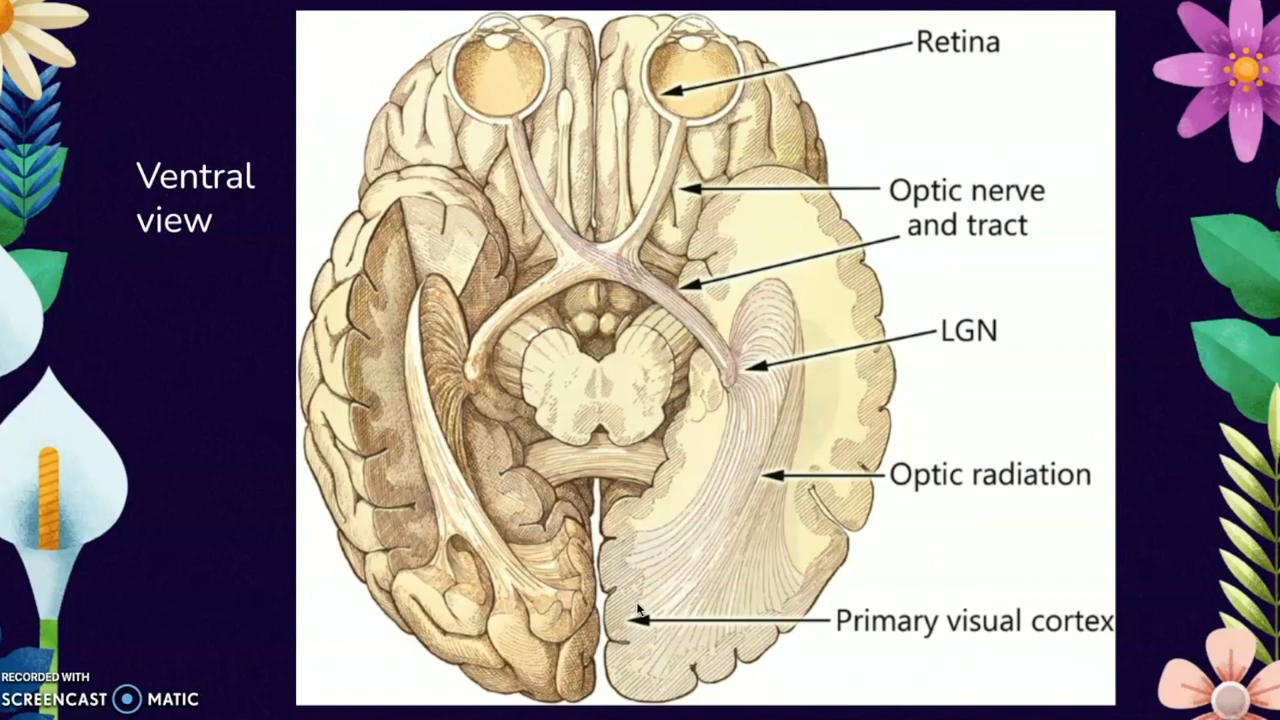 Ventral
view
Retina
Optic nerve
and tract
LGN
Optic radiation
Primary visual cortex
RECORDED WITH
SCREENCAST MATIC